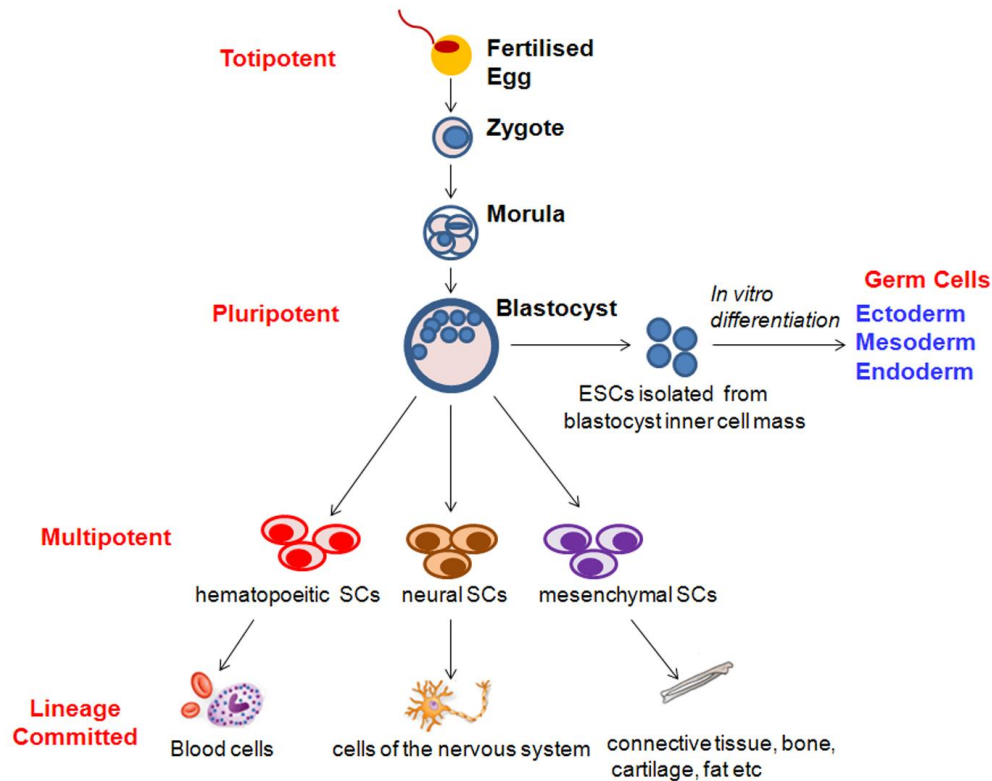 Totipotent
Fertilised
Egg
Zygote
Morula
Pluripotent
Blastocyst
In vitro
differentiation
Germ Cells
Ectoderm
Mesoderm
Endoderm
ESCs isolated from
blastocyst inner cell mass
Multipotent
hematopoeitic SCs
neural SCs
mesenchymal SCs
Lineage
Committed
Blood cells
cells of the nervous system
connective tissue, bone,
cartilage, fat etc